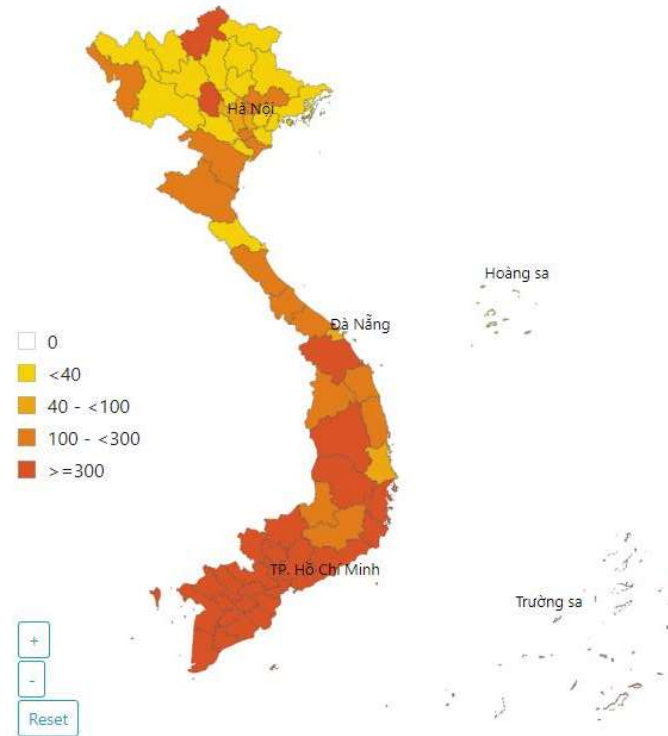 Hà Nội
Hoàng sa
Đà Nẵng
0
<40
40 - <100
100 - <300
>=300
TP. Hồ Chí Minh
Trường sa
+
-
Reset